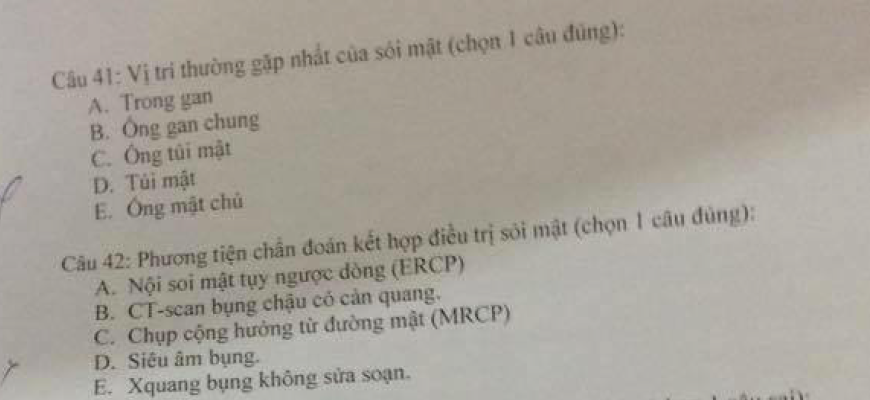 Câu 41: Vị trí thường gặp nhất của sỏi mật (chọn 1 câu đúng):
A. Trong gan
B. Ống gan chung
C. Ống túi mật
D. Túi mật
E. Ống mật chủ
Câu 42: Phương tiện chẩn đoán kết hợp điều trị sỏi mật (chọn 1 câu đúng):
A. Nội soi mật tụy ngược dòng (ERCP)
B. CT-scan bụng chậu có cản quang.
C. Chụp cộng hưởng từ đường mật (MRCP)
D. Siêu âm bụng.
E. Xquang bụng không sửa soạn.